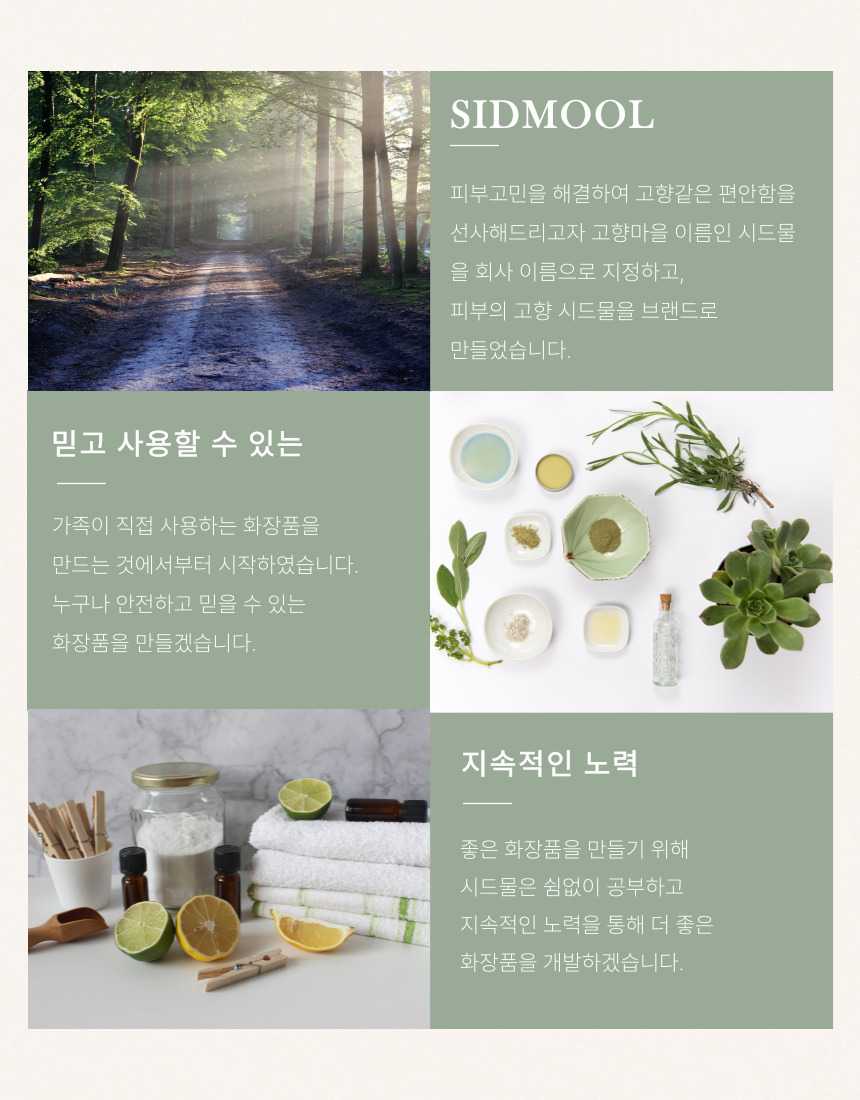 SIDMOOL
피부고민을 해결하여 고향같은 편안함을
선사해드리고자 고향마을 이름인 시드물
을 회사 이름으로 지정하고,
피부의 고향 시드물을 브랜드로
만들었습니다.
믿고 사용할 수 있는
가족이 직접 사용하는 화장품을
만드는 것에서부터 시작하였습니다.
누구나 안전하고 믿을 수 있는
화장품을 만들겠습니다.
지속적인 노력
좋은 화장품을 만들기 위해
시드물은 쉼없이 공부하고
지속적인 노력을 통해 더 좋은
화장품을 개발하겠습니다.